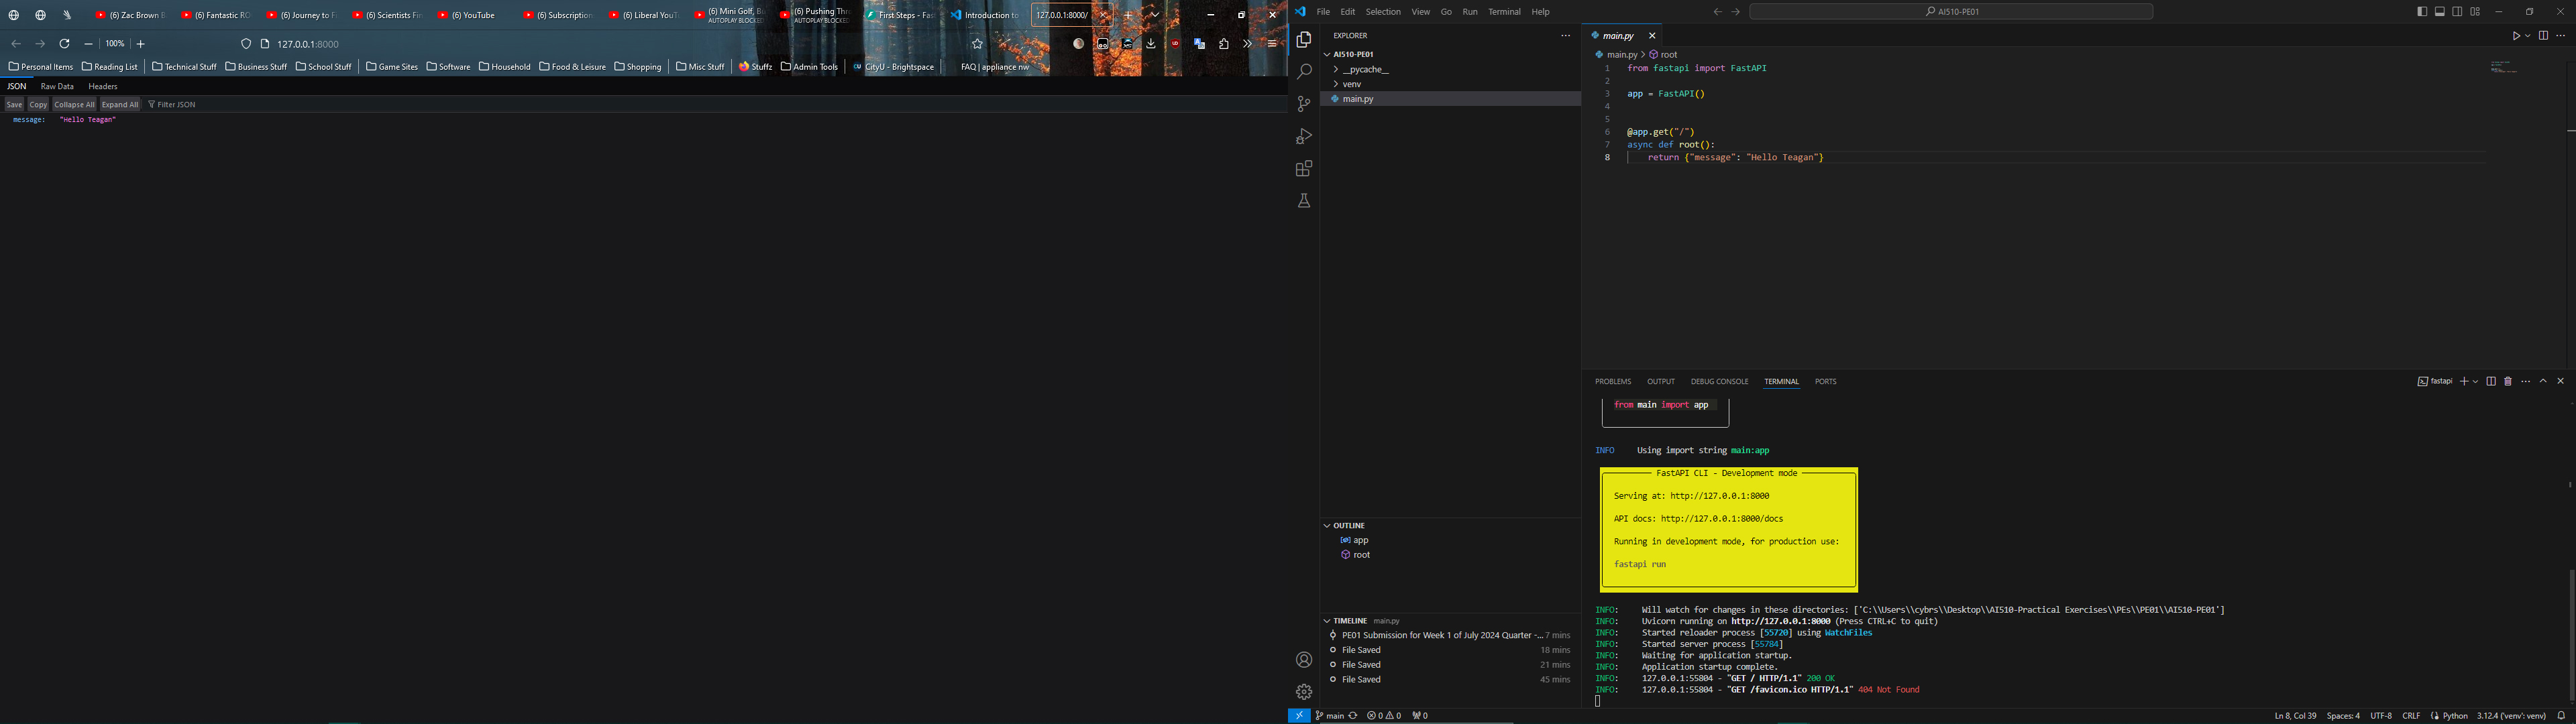 (6) Zac Brown B
(6) Fantastic RO
(6) Journey to Fi
(6) Scientists Fin
(6) YouTube
(6) Subscription
(6) Liberal YouT
(6) Mini Golf, B
AUTOPLAY BLOCKED
(6) Pushing Thr
AUTOPLAY BLOCKED
First Steps - Fast
Introduction to
127.0.0.1:8000/
100%
127.0.0.1:8000
Personal Items
Reading List
Technical Stuff
Business Stuff
School Stuff
Game Sites
Software
Household
Food & Leisure
Shopping
Misc Stuff
Stuffz
Admin Tools
CityU - Brightspace
FAQ | appliance nw
JSON
Raw Data
Headers
Save
Copy
Collapse All
Expand All
Filter JSON
message: "Hello Teagan"
File Edit Selection View Go Run Terminal Help
AI510-PE01
EXPLORER
AI510-PE01
__pycache__
venv
main.py
OUTLINE
app
root
TIMELINE main.py
PE01 Submission for Week 1 of July 2024 Quarter -... 7 mins
File Saved 18 mins
File Saved 21 mins
File Saved 45 mins
main.py
main.py > root
1 from fastapi import FastAPI
2
3 app = FastAPI()
4
5
6 @app.get("/")
7 async def root():
8 return {"message": "Hello Teagan"}
PROBLEMS OUTPUT DEBUG CONSOLE TERMINAL PORTS
fastapi
from main import app
INFO Using import string main:app
FastAPI CLI - Development mode
Serving at: http://127.0.0.1:8000
API docs: http://127.0.0.1:8000/docs
Running in development mode, for production use:
fastapi run
INFO: Will watch for changes in these directories: ['C:\\Users\\cybrs\\Desktop\\AI510-Practical Exercises\\PEs\\PE01\\AI510-PE01']
INFO: Uvicorn running on http://127.0.0.1:8000 (Press CTRL+C to quit)
INFO: Started reloader process [55720] using WatchFiles
INFO: Started server process [55784]
INFO: Waiting for application startup.
INFO: Application startup complete.
INFO: 127.0.0.1:55804 - "GET / HTTP/1.1" 200 OK
INFO: 127.0.0.1:55804 - "GET /favicon.ico HTTP/1.1" 404 Not Found
main
0 0
0
Ln 8, Col 39
Spaces: 4
UTF-8
CRLF
Python
3.12.4 ('venv': venv)